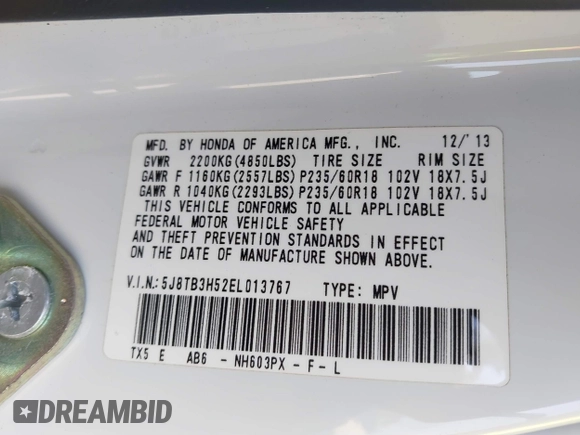 MFD. BY HONDA OF AMERICA MFG., INC. 12/'13
GVWR 2200KG(4850LBS) TIRE SIZE RIM SIZE
GAWR F 1160KG(2557LBS) P235/60R18 102V 18X7.5J
GAWR R 1040KG(2293LBS) P235/60R18 102V 18X7.5J
THIS VEHICLE CONFORMS TO ALL APPLICABLE
FEDERAL MOTOR VEHICLE SAFETY
AND THEFT PREVENTION STANDARDS IN EFFECT
ON THE DATE OF MANUFACTURE SHOWN ABOVE.
V.I.N.:5J8TB3H52EL013767 TYPE: MPV
TX5 E AB6 - NH603PX - F - L
DREAMBID